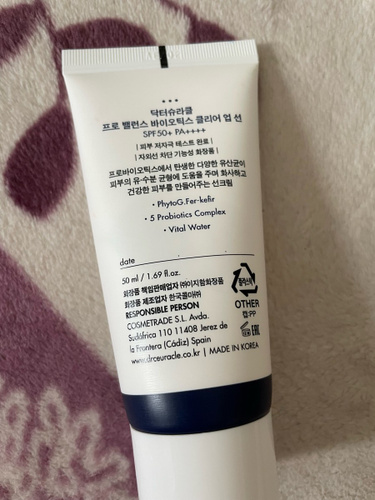 닥터슈라클
프로 밸런스 바이오틱스 클리어 업 선
SPF50+ PA++++
| 피부 저자극 테스트 완료 |
| 자외선 차단 기능성 화장품 |
프로바이오틱스에서 탄생한 다양한 유산균이
피부의 유·수분 균형에 도움을 주며 화사하고
건강한 피부를 만들어주는 선크림
• PhytoG.Fer-kefir
• 5 Probiotics Complex
• Vital Water
date
50 ml / 1.69 fl.oz.
화장품 책임판매업자 ㈜이지함화장품
화장품 제조업자 한국콜마㈜
RESPONSIBLE PERSON
COSMETRADE S.L. Avda.
Sudáfrica 110 11408 Jerez de
la Frontera (Cádiz) Spain
www.drceuracle.com | MADE IN KOREA
플라스틱
OTHER
캡:PP
EAC